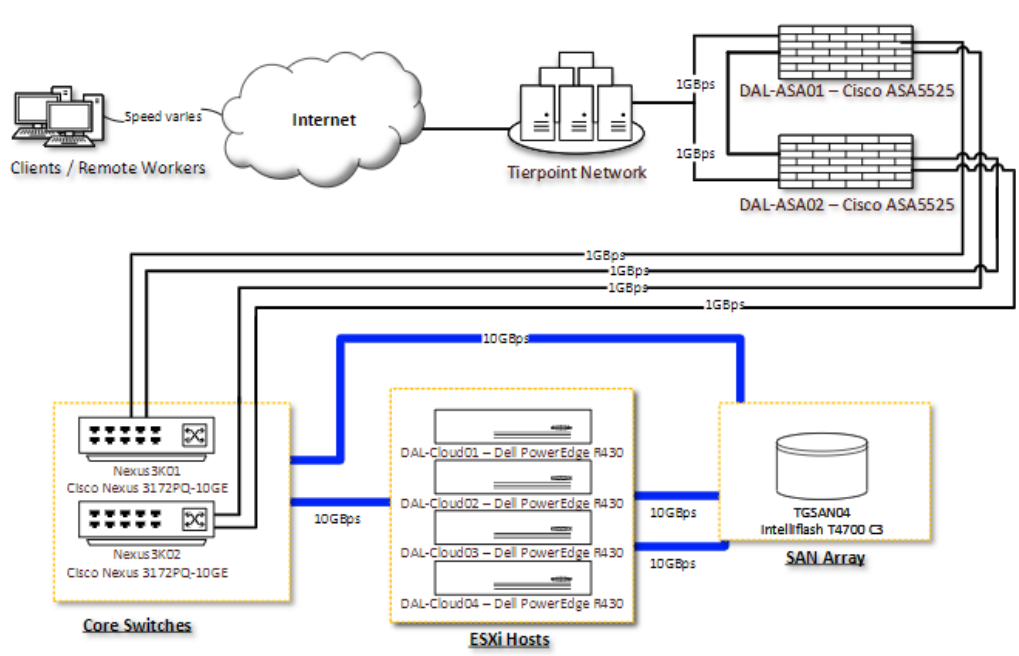 Clients / Remote Workers
Speed varies
Internet
Tierpoint Network
1GBps
1GBps
DAL-ASA01 – Cisco ASA5525
DAL-ASA02 – Cisco ASA5525
1GBps
1GBps
1GBps
1GBps
10GBps
Nexus3K01
Cisco Nexus 3172PQ-10GE
Nexus3K02
Cisco Nexus 3172PQ-10GE
Core Switches
10GBps
DAL-Cloud01 – Dell PowerEdge R430
DAL-Cloud02 – Dell PowerEdge R430
DAL-Cloud03 – Dell PowerEdge R430
DAL-Cloud04 – Dell PowerEdge R430
ESXi Hosts
10GBps
10GBps
TGSAN04
Intelliflash T4700 C3
SAN Array